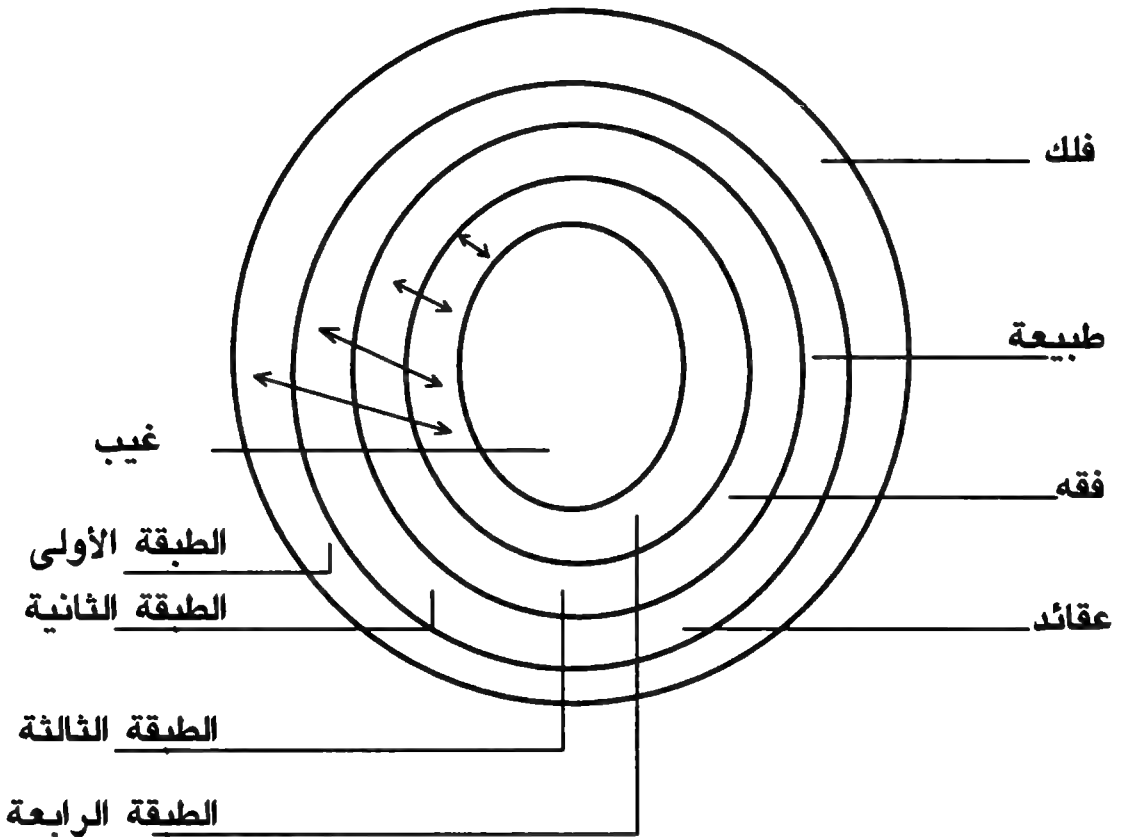 فلك
طبيعة
فقه
عقائد
غيب
الطبقة الأولى
الطبقة الثانية
الطبقة الثالثة
الطبقة الرابعة